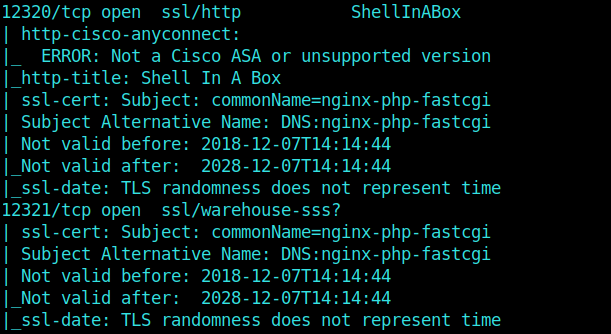 12320/tcp open  ssl/http           ShellInABox
| http-cisco-anyconnect:
|_  ERROR: Not a Cisco ASA or unsupported version
|_http-title: Shell In A Box
| ssl-cert: Subject: commonName=nginx-php-fastcgi
| Subject Alternative Name: DNS:nginx-php-fastcgi
| Not valid before: 2018-12-07T14:14:44
|_Not valid after:  2028-12-07T14:14:44
|_ssl-date: TLS randomness does not represent time
12321/tcp open  ssl/warehouse-sss?
| ssl-cert: Subject: commonName=nginx-php-fastcgi
| Subject Alternative Name: DNS:nginx-php-fastcgi
| Not valid before: 2018-12-07T14:14:44
|_Not valid after:  2028-12-07T14:14:44
|_ssl-date: TLS randomness does not represent time